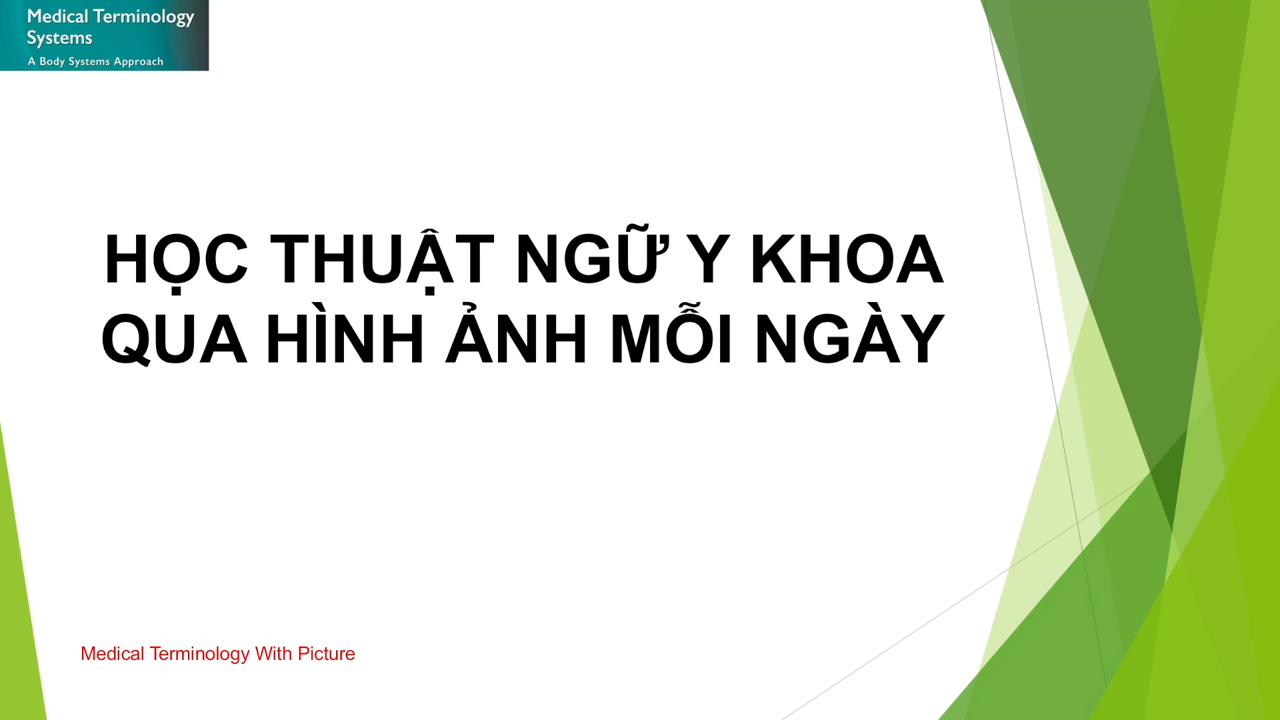 Medical Terminology
Systems
A Body Systems Approach
HỌC THUẬT NGỮ Y KHOA
QUA HÌNH ẢNH MỖI NGÀY
Medical Terminology With Picture